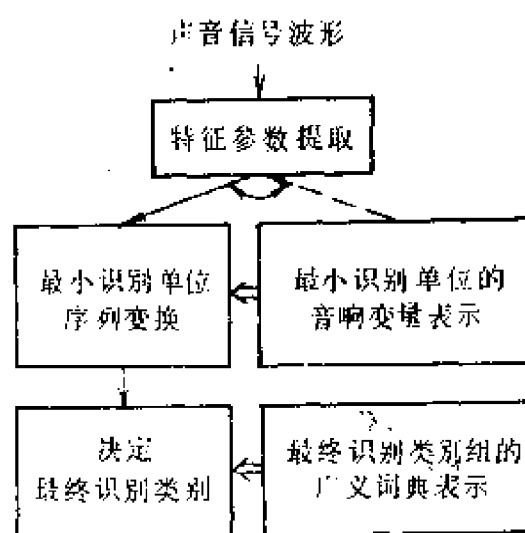 声音信号波形
特征参数提取
最小识别单位
序列变换
最小识别单位的
音响变量表示
决定
最终识别类别
最终识别类别组的
广义词典表示